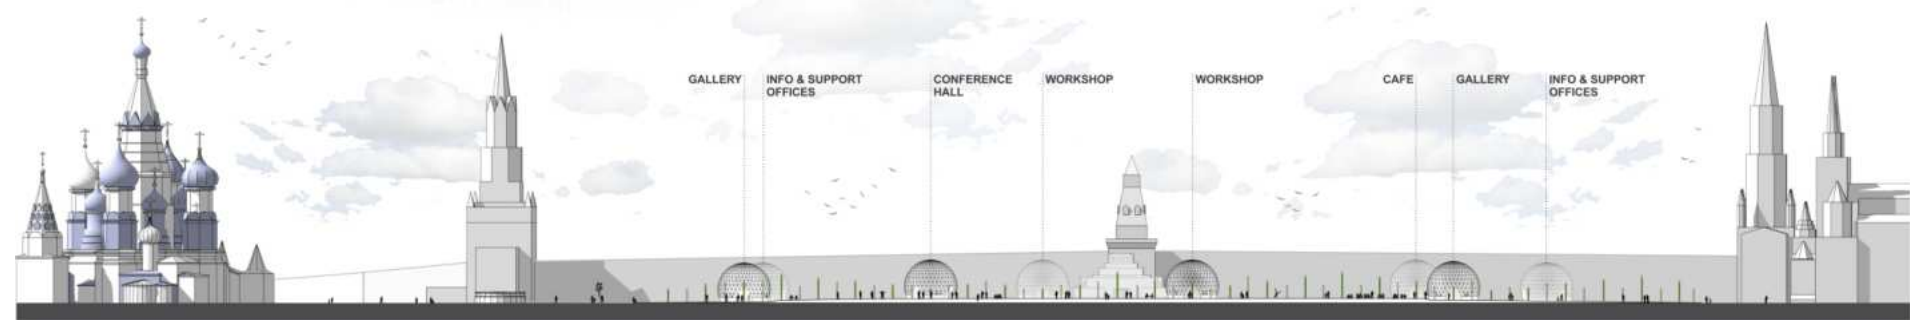 GALLERY
INFO & SUPPORT
OFFICES
CONFERENCE
HALL
WORKSHOP
WORKSHOP
CAFE
GALLERY
INFO & SUPPORT
OFFICES